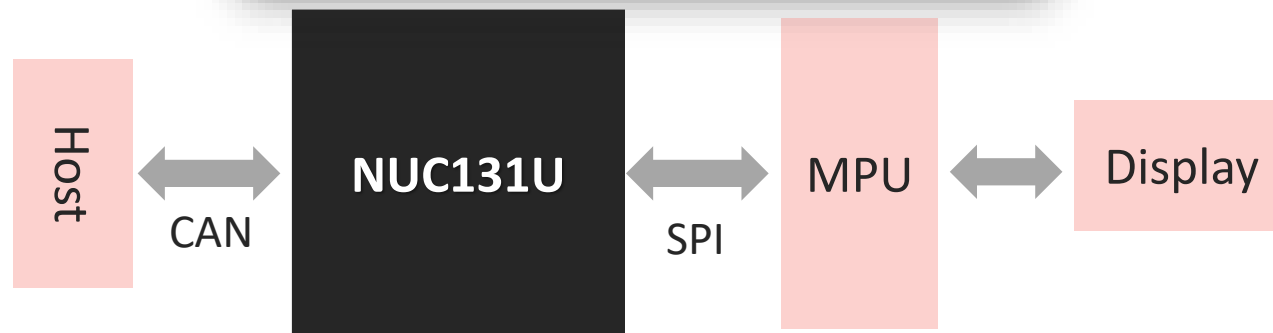 Host
CAN
NUC131U
SPI
MPU
Display